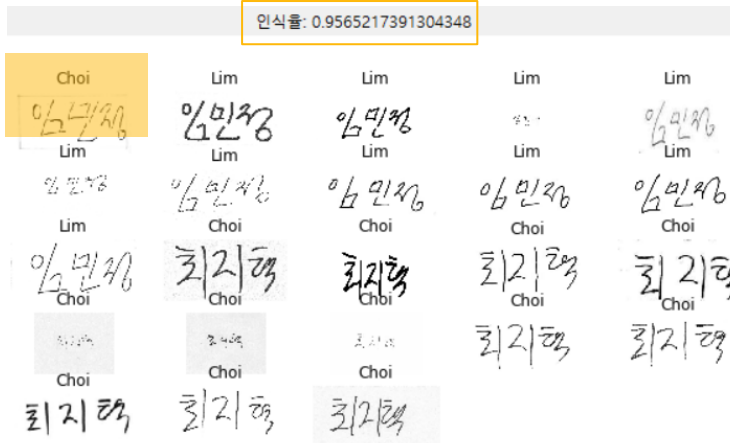 인식율: 0.9565217391304348
Choi Lim Lim Lim Lim
임민정 임민정 임민정 임민정
Lim Lim Lim Lim Lim
임민정 임민정 임민정 임민정 임민정
Lim Choi Choi Choi Choi
임민정 최지혁 최지혁 최지혁 최지혁
Choi Choi Choi Choi Choi
최지혁 최지혁
Choi Choi Choi
최지혁 최지혁 최지혁